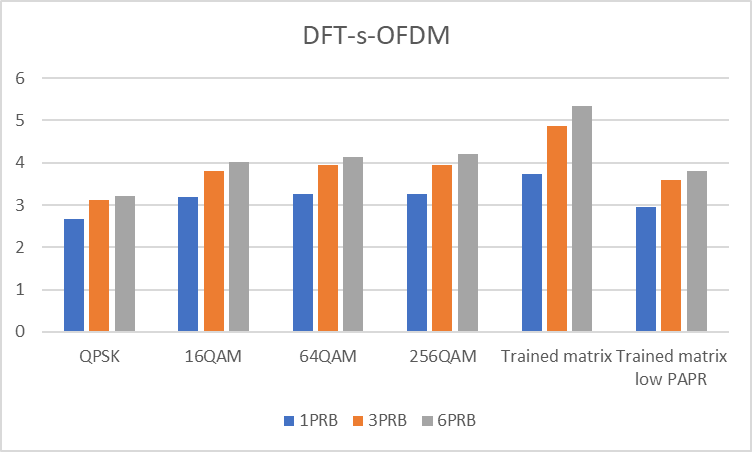 DFT-s-OFDM
6
5
4
3
2
1
0
QPSK 16QAM 64QAM 256QAM Trained matrix Trained matrix
low PAPR
1PRB 3PRB 6PRB